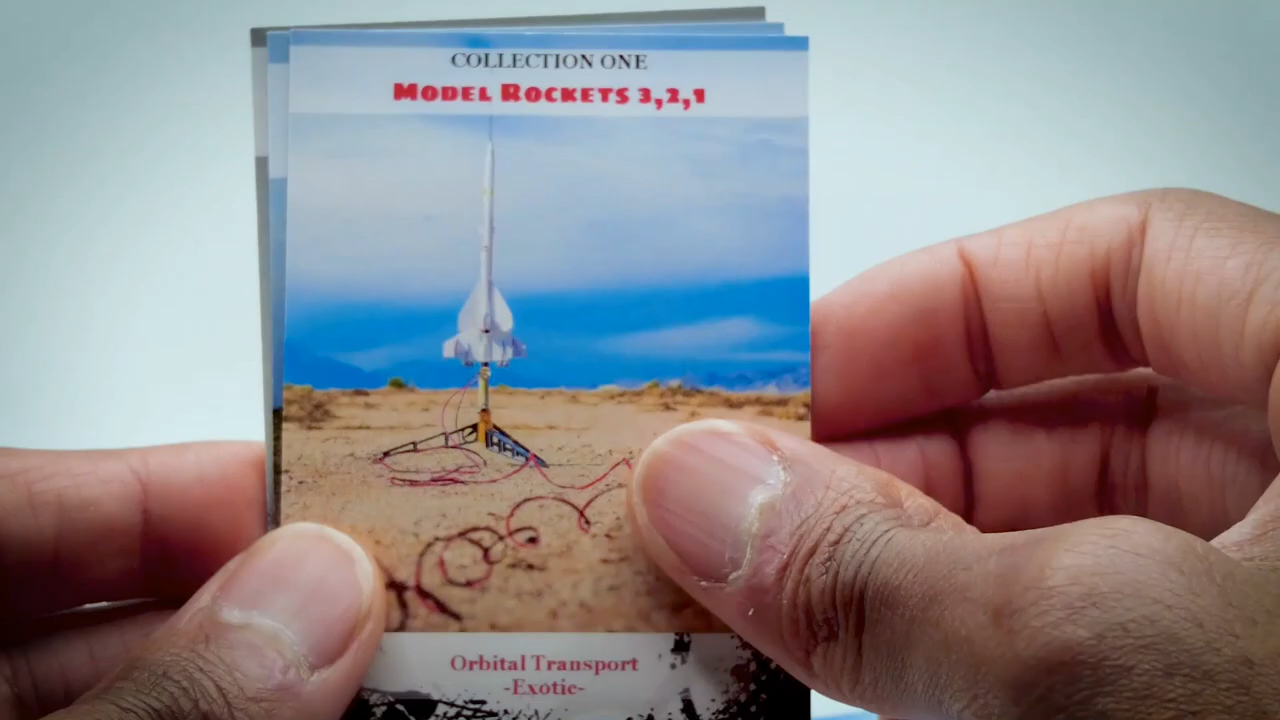 COLLECTION ONE
Model Rockets 3,2,1
Orbital Transport
-Exotic-